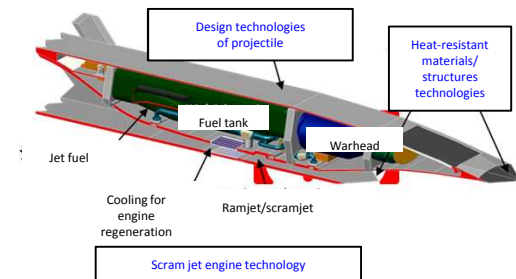 Design technologies
of projectile
Heat-resistant
materials/
structures
technologies
Fuel tank
Warhead
Jet fuel
Cooling for
engine
regeneration
Ramjet/scramjet
Scram jet engine technology